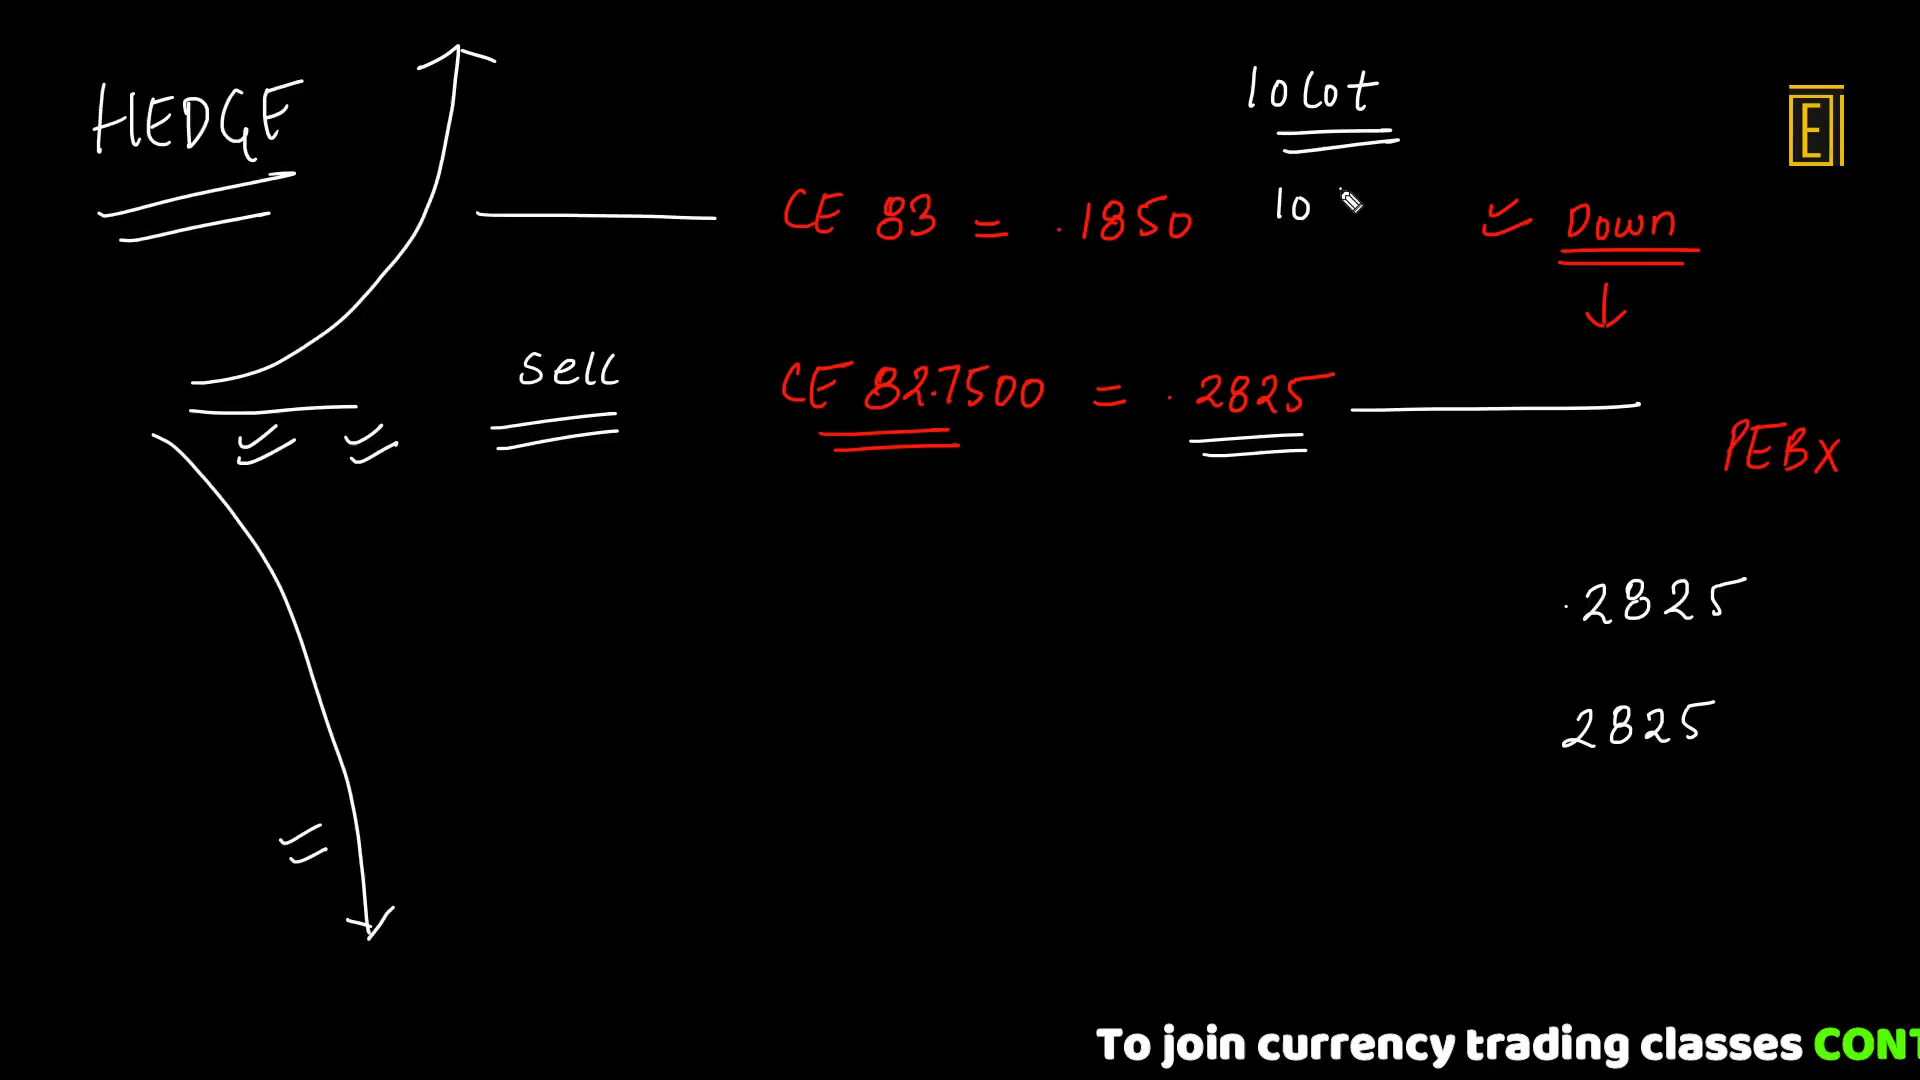 HEDGE
10 Lot
10
CE 83 = .1850
Down
Sell
CE 82.7500 = .2825
PEBX
.2825
2825
E
To join currency trading classes CONT